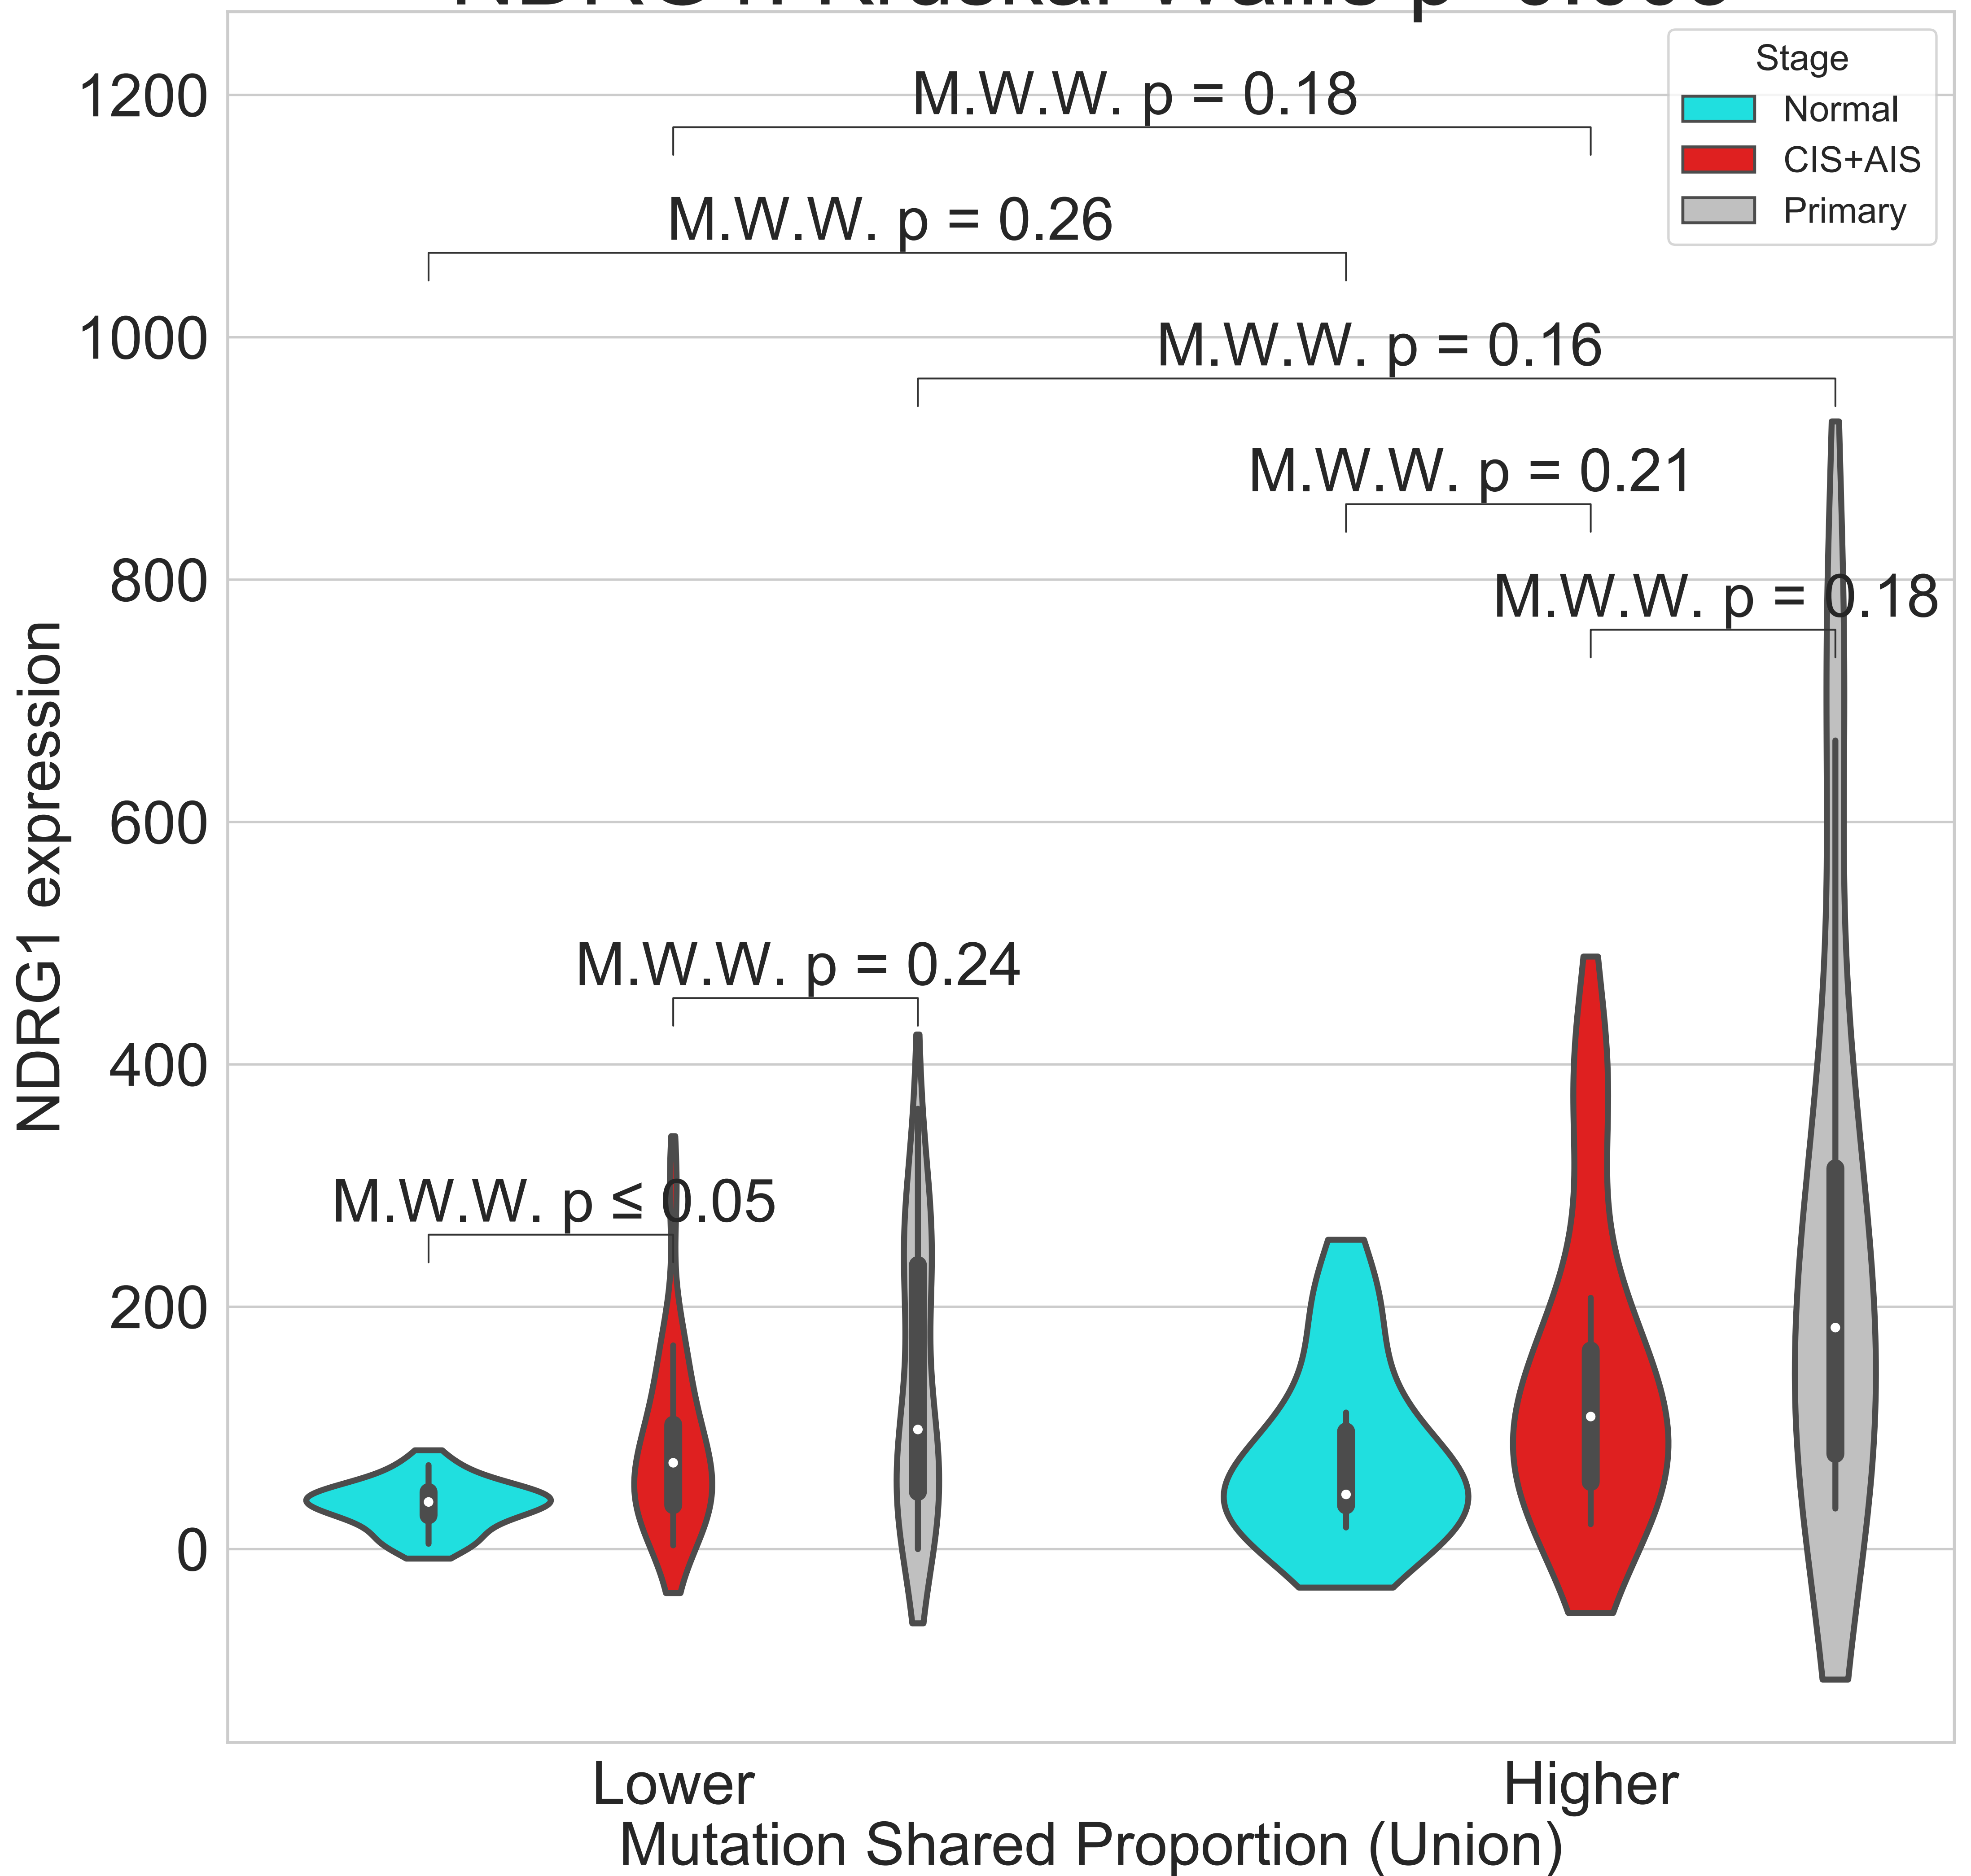 Stage
Normal
CIS+AIS
Primary
M.W.W. p = 0.18
M.W.W. p = 0.26
M.W.W. p = 0.16
M.W.W. p = 0.21
M.W.W. p = 0.18
M.W.W. p = 0.24
M.W.W. p ≤ 0.05
1200
1000
800
600
400
200
0
NDRG1 expression
Lower
Higher
Mutation Shared Proportion (Union)